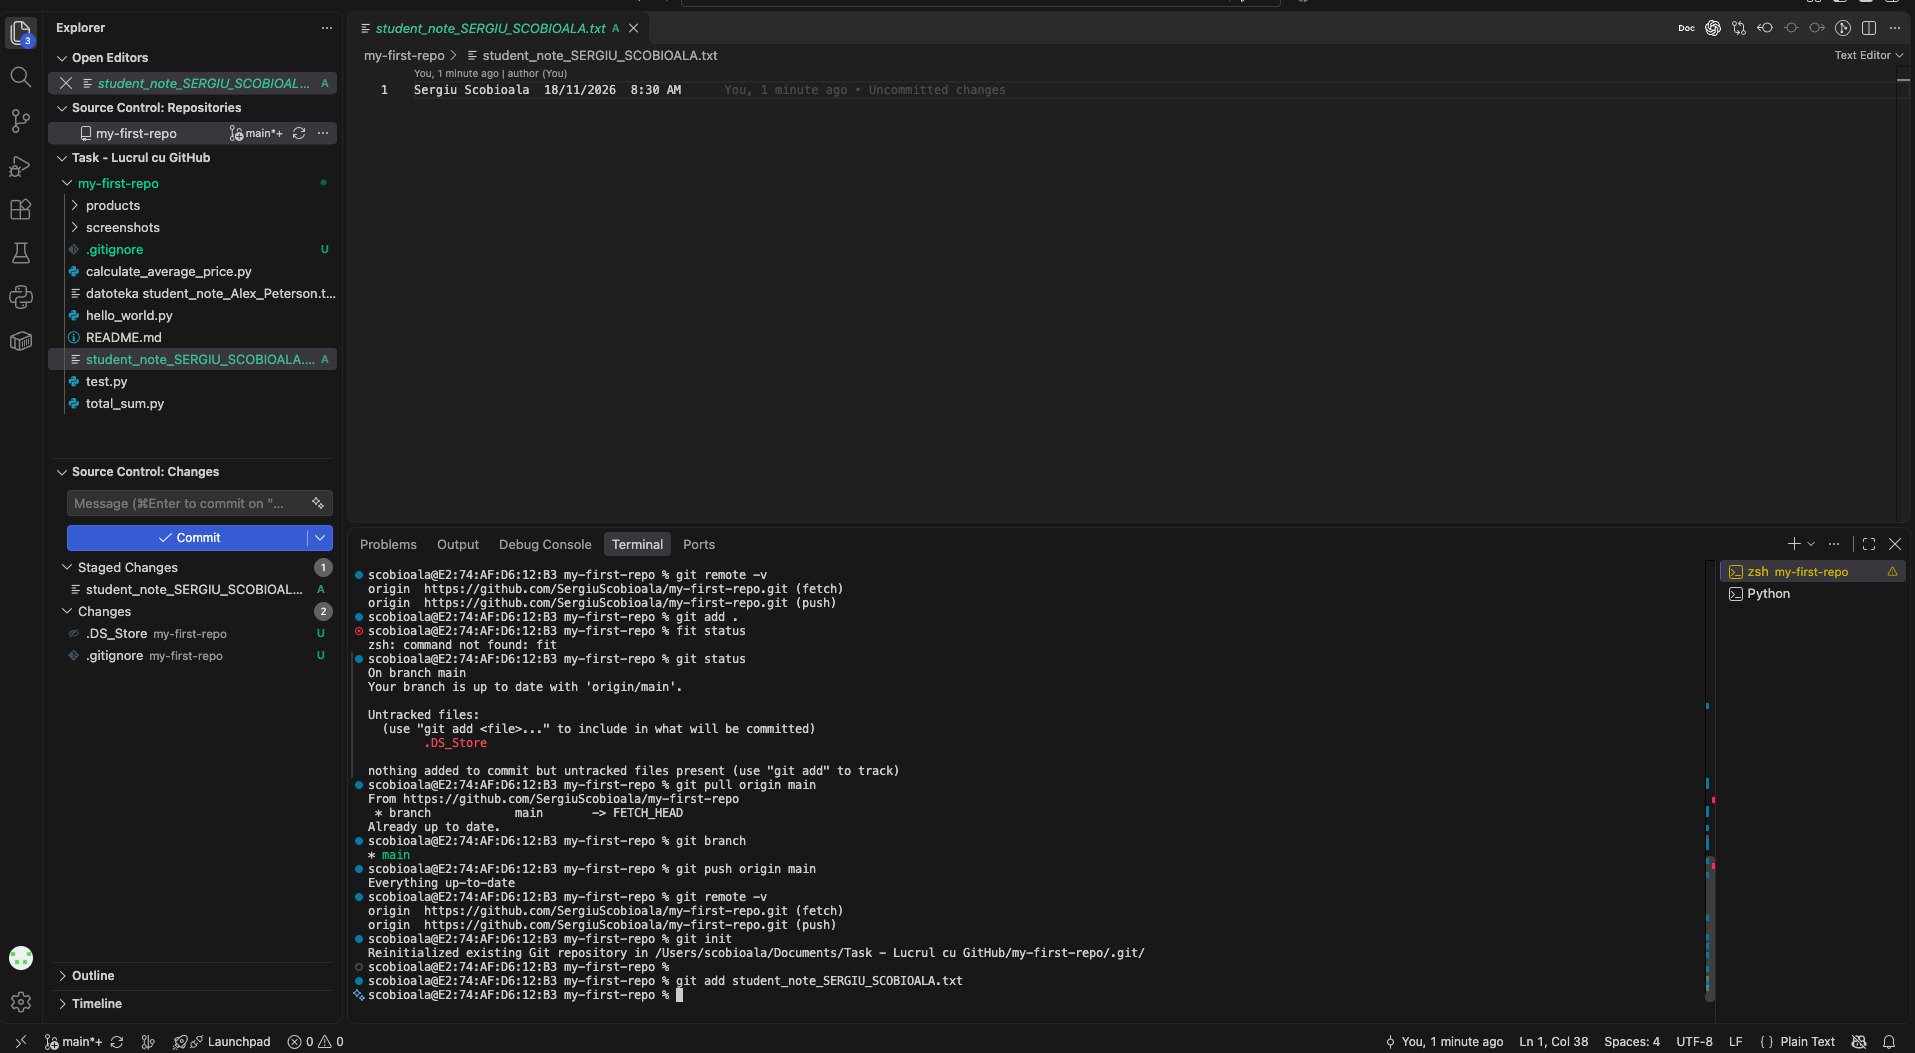 Explorer
3
Open Editors
student_note_SERGIU_SCOBIOAL... A
Source Control: Repositories
my-first-repo main*+
Task - Lucrul cu GitHub
my-first-repo
products
screenshots
.gitignore U
calculate_average_price.py
datoteka student_note_Alex_Peterson.t...
hello_world.py
README.md
student_note_SERGIU_SCOBIOALA.... A
test.py
total_sum.py
Source Control: Changes
Message (⌘Enter to commit on "...
Commit
Staged Changes 1
student_note_SERGIU_SCOBIOAL... A
Changes 2
.DS_Store my-first-repo U
.gitignore my-first-repo U
Outline
Timeline
student_note_SERGIU_SCOBIOALA.txt A
Doc
my-first-repo > student_note_SERGIU_SCOBIOALA.txt
Text Editor
You, 1 minute ago | author (You)
1 Sergiu Scobioala  18/11/2026  8:30 AM You, 1 minute ago • Uncommitted changes
Problems Output Debug Console Terminal Ports
scobioala@E2:74:AF:D6:12:B3 my-first-repo % git remote -v
origin  https://github.com/SergiuScobioala/my-first-repo.git (fetch)
origin  https://github.com/SergiuScobioala/my-first-repo.git (push)
scobioala@E2:74:AF:D6:12:B3 my-first-repo % git add .
scobioala@E2:74:AF:D6:12:B3 my-first-repo % fit status
zsh: command not found: fit
scobioala@E2:74:AF:D6:12:B3 my-first-repo % git status
On branch main
Your branch is up to date with 'origin/main'.
Untracked files:
(use "git add <file>..." to include in what will be committed)
.DS_Store
nothing added to commit but untracked files present (use "git add" to track)
scobioala@E2:74:AF:D6:12:B3 my-first-repo % git pull origin main
From https://github.com/SergiuScobioala/my-first-repo
* branch            main       -> FETCH_HEAD
Already up to date.
scobioala@E2:74:AF:D6:12:B3 my-first-repo % git branch
* main
scobioala@E2:74:AF:D6:12:B3 my-first-repo % git push origin main
Everything up-to-date
scobioala@E2:74:AF:D6:12:B3 my-first-repo % git remote -v
origin  https://github.com/SergiuScobioala/my-first-repo.git (fetch)
origin  https://github.com/SergiuScobioala/my-first-repo.git (push)
scobioala@E2:74:AF:D6:12:B3 my-first-repo % git init
Reinitialized existing Git repository in /Users/scobioala/Documents/Task - Lucrul cu GitHub/my-first-repo/.git/
scobioala@E2:74:AF:D6:12:B3 my-first-repo %
scobioala@E2:74:AF:D6:12:B3 my-first-repo % git add student_note_SERGIU_SCOBIOALA.txt
scobioala@E2:74:AF:D6:12:B3 my-first-repo %
zsh my-first-repo
Python
main*+ Launchpad 0 0
You, 1 minute ago Ln 1, Col 38 Spaces: 4 UTF-8 LF { } Plain Text